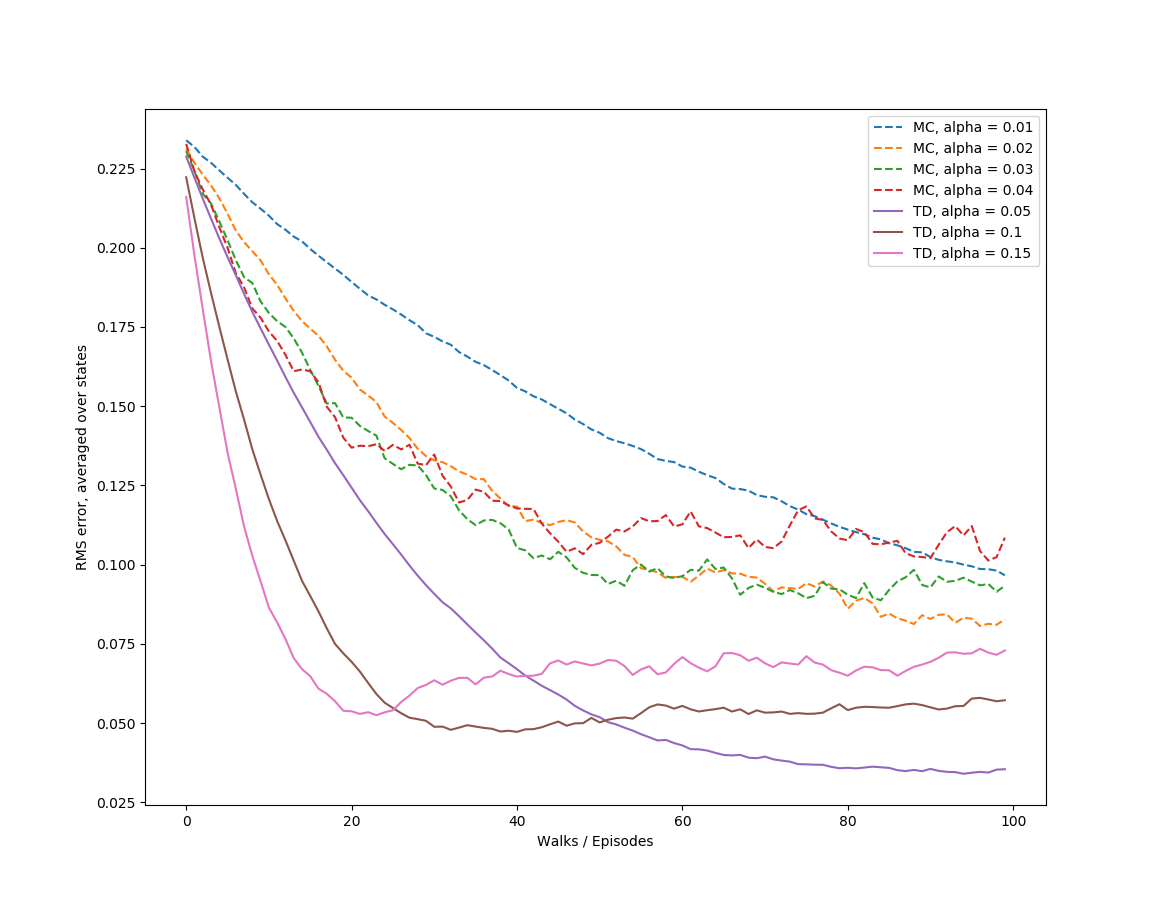 MC, alpha = 0.01
MC, alpha = 0.02
MC, alpha = 0.03
MC, alpha = 0.04
TD, alpha = 0.05
TD, alpha = 0.1
TD, alpha = 0.15
RMS error, averaged over states
0.225
0.200
0.175
0.150
0.125
0.100
0.075
0.050
0.025
0
20
40
60
80
100
Walks / Episodes